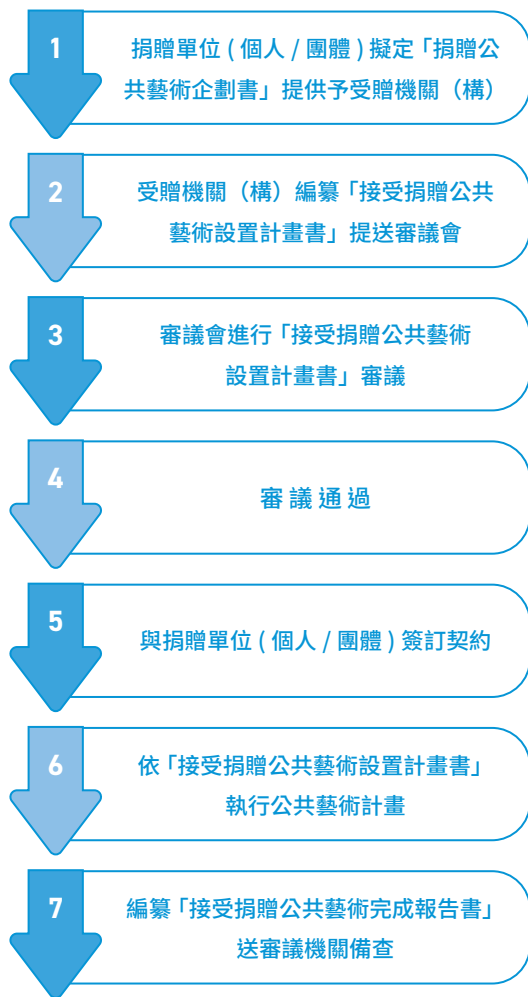 1
捐贈單位 ( 個人 / 團體 ) 擬定「捐贈公
共藝術企劃書」提供予受贈機關（構）
2
受贈機關（構）編纂「接受捐贈公共
藝術設置計畫書」提送審議會
3
審議會進行「接受捐贈公共藝術
設置計畫書」審議
4
審議通過
5
與捐贈單位 ( 個人 / 團體 ) 簽訂契約
6
依「接受捐贈公共藝術設置計畫書」
執行公共藝術計畫
7
編纂「接受捐贈公共藝術完成報告書」
送審議機關備查